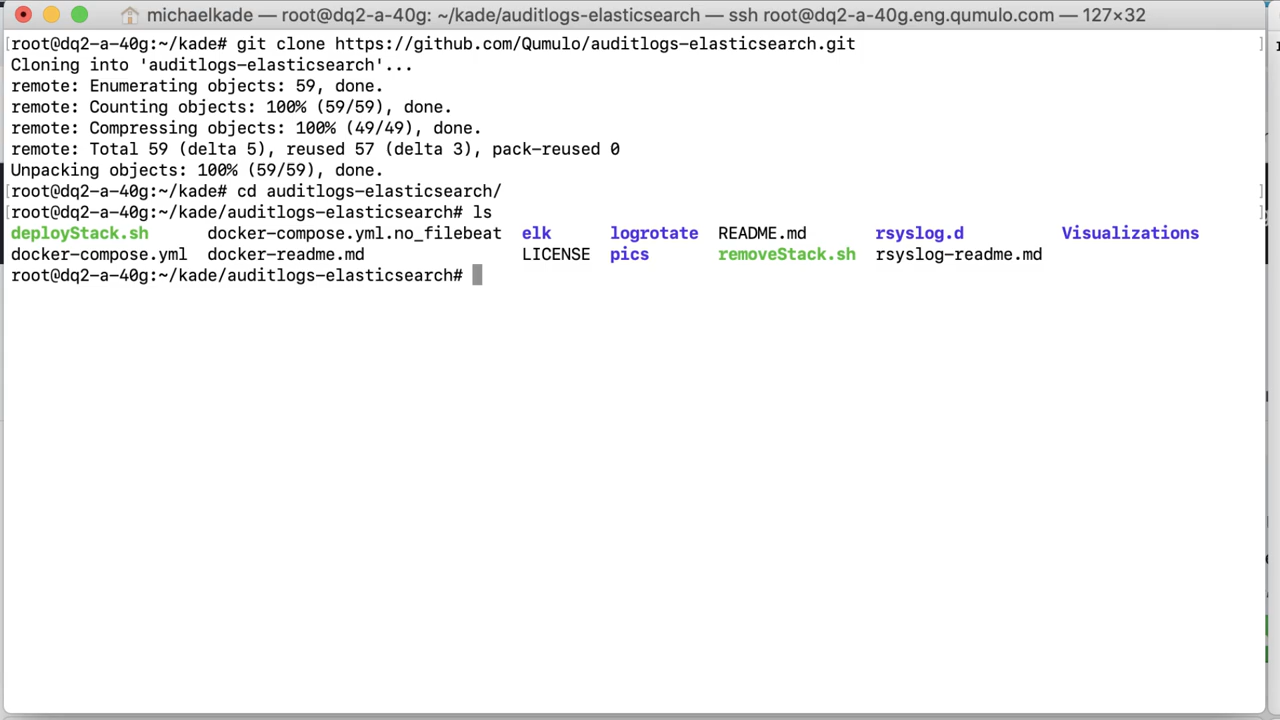 michaelkade — root@dq2-a-40g: ~/kade/auditlogs-elasticsearch — ssh root@dq2-a-40g.eng.qumulo.com — 127×32
[root@dq2-a-40g:~/kade# git clone https://github.com/Qumulo/auditlogs-elasticsearch.git ]
Cloning into 'auditlogs-elasticsearch'...
remote: Enumerating objects: 59, done.
remote: Counting objects: 100% (59/59), done.
remote: Compressing objects: 100% (49/49), done.
remote: Total 59 (delta 5), reused 57 (delta 3), pack-reused 0
Unpacking objects: 100% (59/59), done.
[root@dq2-a-40g:~/kade# cd auditlogs-elasticsearch/ ]
[root@dq2-a-40g:~/kade/auditlogs-elasticsearch# ls ]
deployStack.sh docker-compose.yml.no_filebeat elk logrotate README.md rsyslog.d Visualizations
docker-compose.yml docker-readme.md LICENSE pics removeStack.sh rsyslog-readme.md
root@dq2-a-40g:~/kade/auditlogs-elasticsearch#